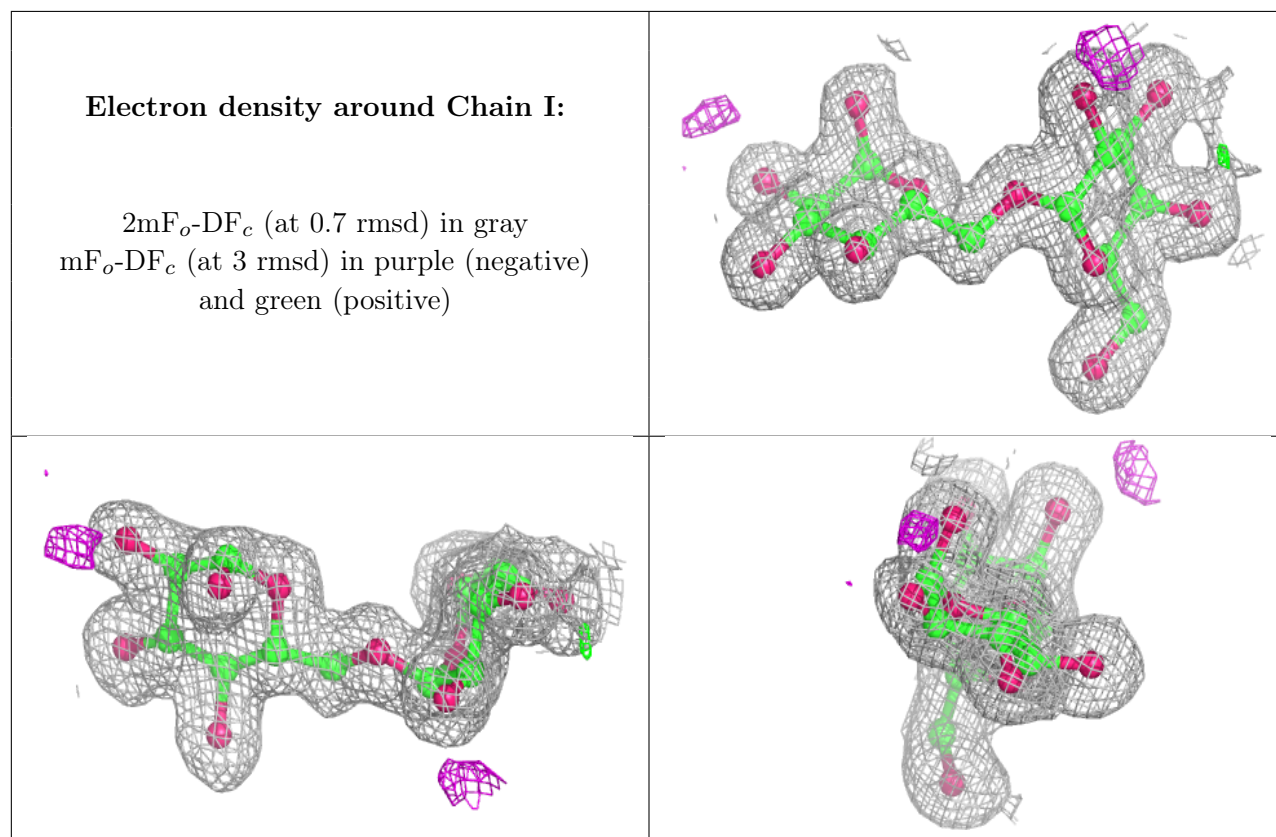 Electron density around Chain I:
2mFo-DFc (at 0.7 rmsd) in gray
mFo-DFc (at 3 rmsd) in purple (negative)
and green (positive)